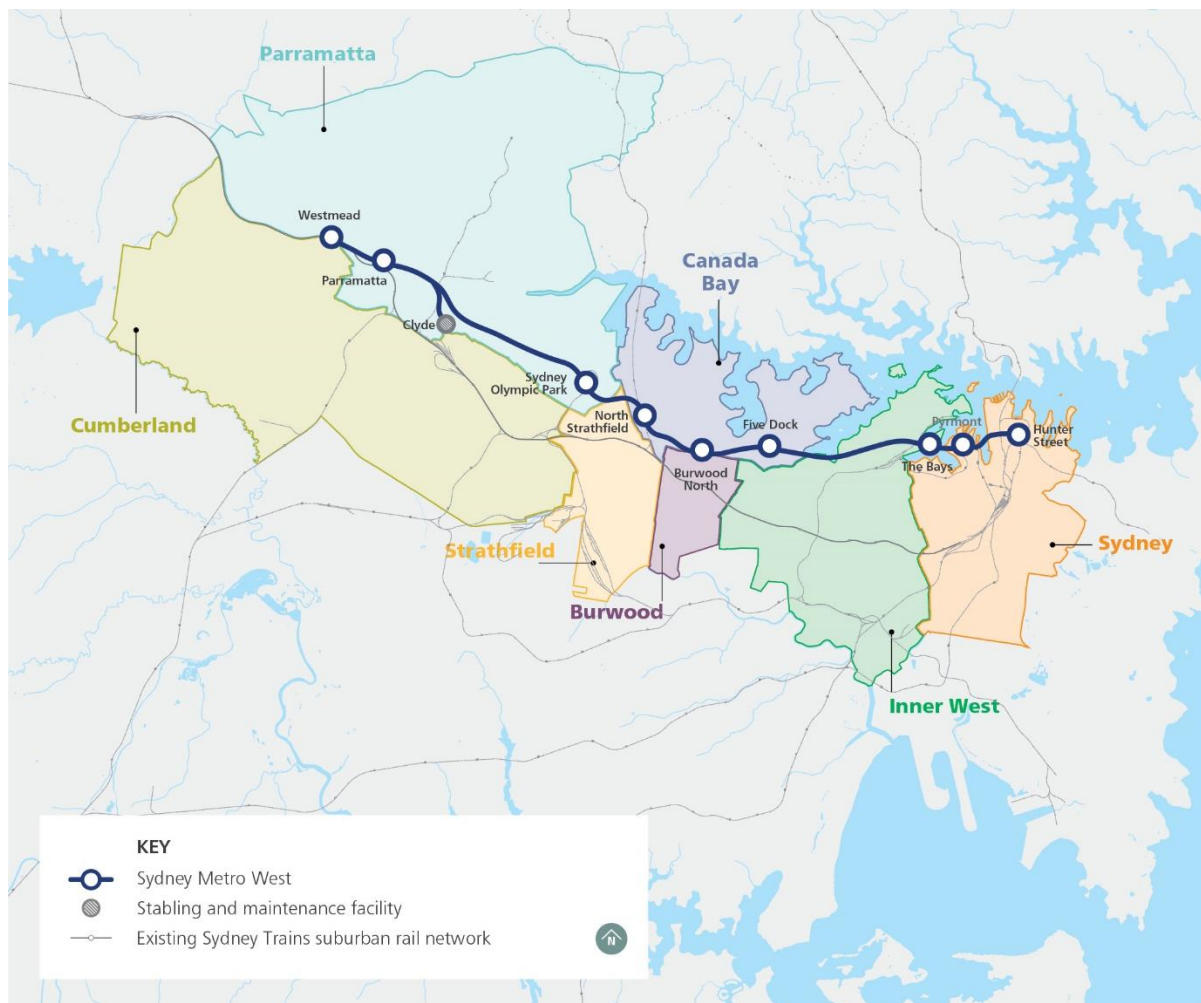 Parramatta
Westmead
Parramatta
Clyde
Canada
Bay
Sydney
Olympic Park
North
Strathfield
Five Dock
Pyrmont
Hunter
Street
The Bays
Burwood
North
Cumberland
Strathfield
Sydney
Burwood
Inner West
KEY
Sydney Metro West
Stabling and maintenance facility
Existing Sydney Trains suburban rail network
N